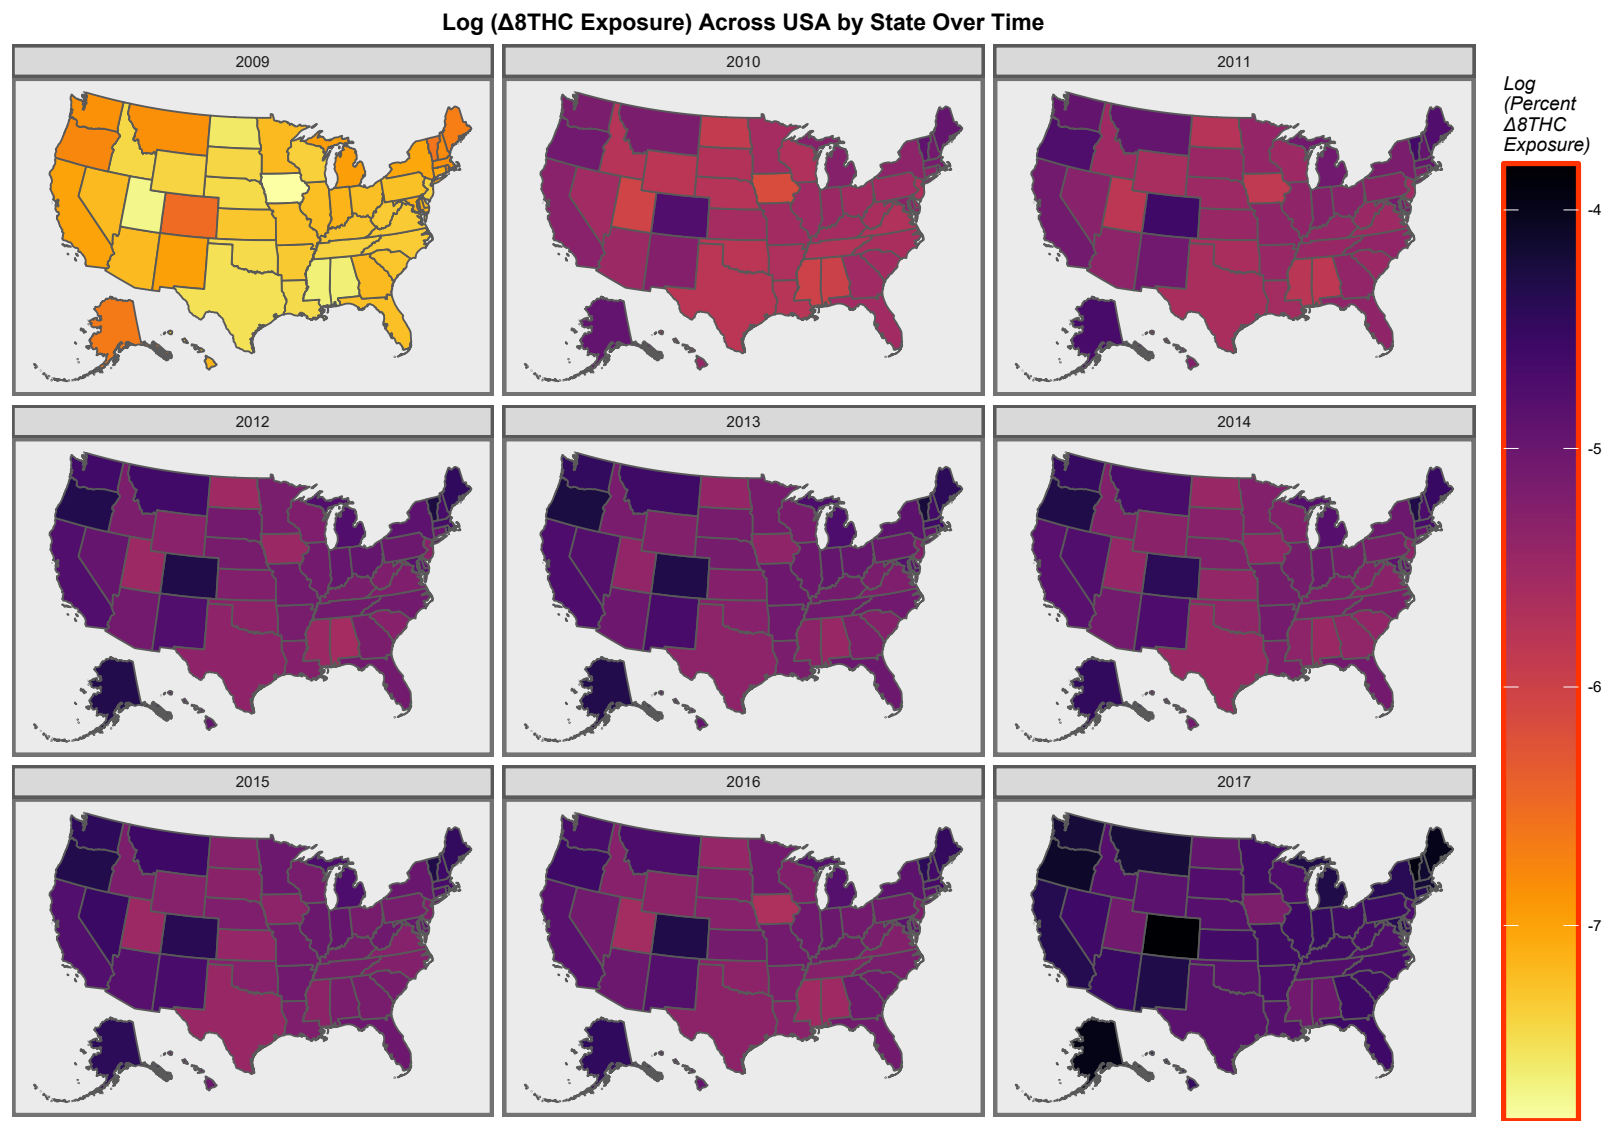 Log (Δ8THC Exposure) Across USA by State Over Time
2009
2010
2011
2012
2013
2014
2015
2016
2017
Log
(Percent
Δ8THC
Exposure)
-4
-5
-6
-7